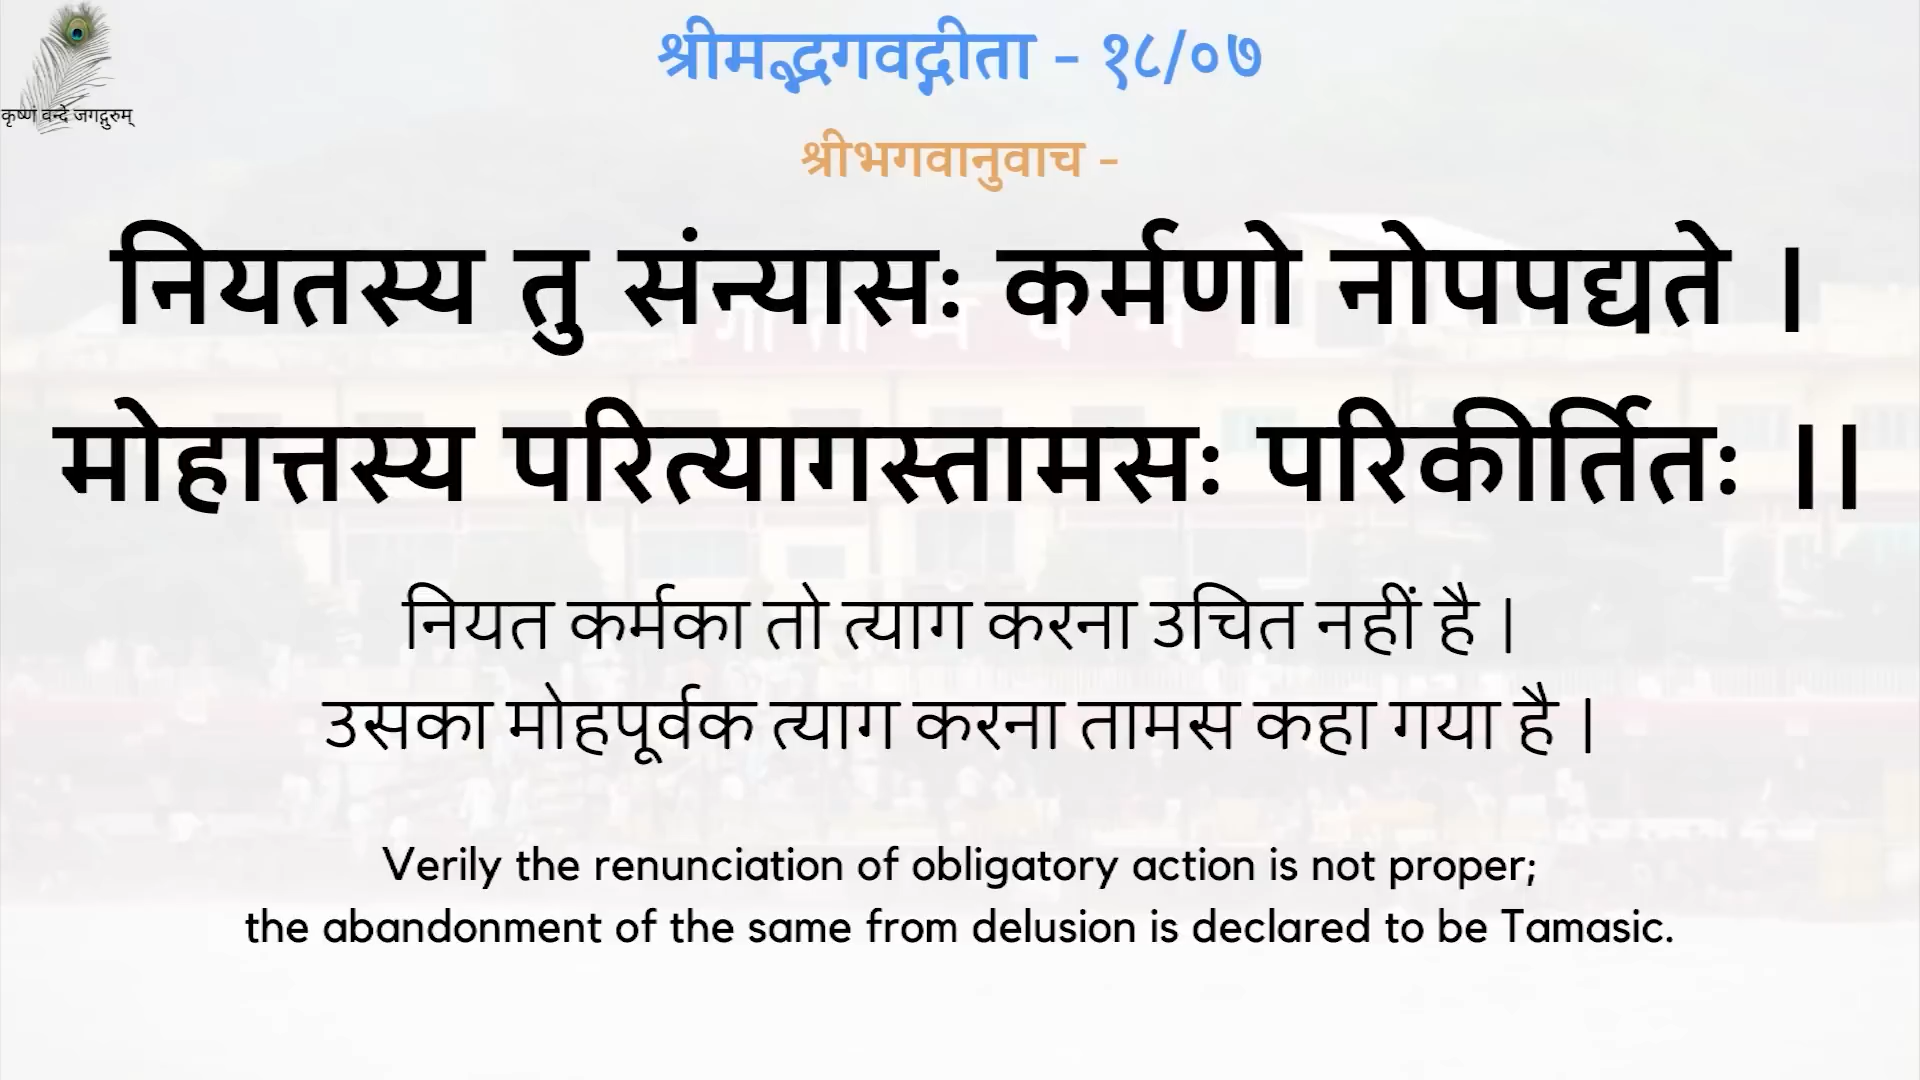 श्रीमद्भगवद्गीता - १८/०७
कृष्णं वन्दे जगद्गुरुम्
श्रीभगवानुवाच -
नियतस्य तु संन्यासः कर्मणो नोपपद्यते ।
मोहात्तस्य परित्यागस्तामसः परिकीर्तितः ।।
नियत कर्मका तो त्याग करना उचित नहीं है ।
उसका मोहपूर्वक त्याग करना तामस कहा गया है ।
Verily the renunciation of obligatory action is not proper;
the abandonment of the same from delusion is declared to be Tamasic.